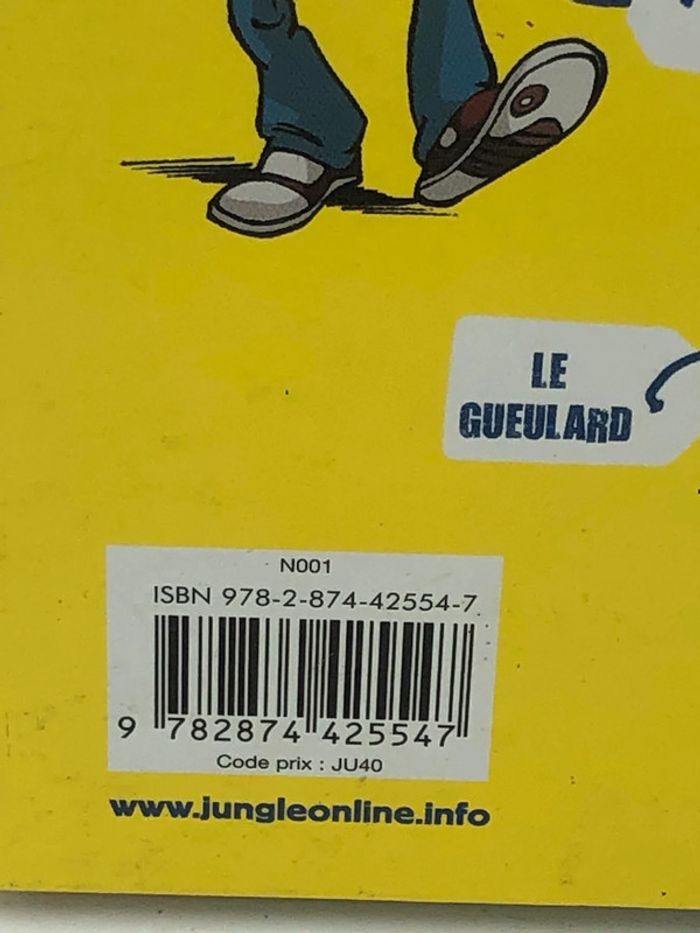 LE
GUEULARD
N001
ISBN 978-2-874-42554-7
9 782874 425547
Code prix : JU40
www.jungleonline.info